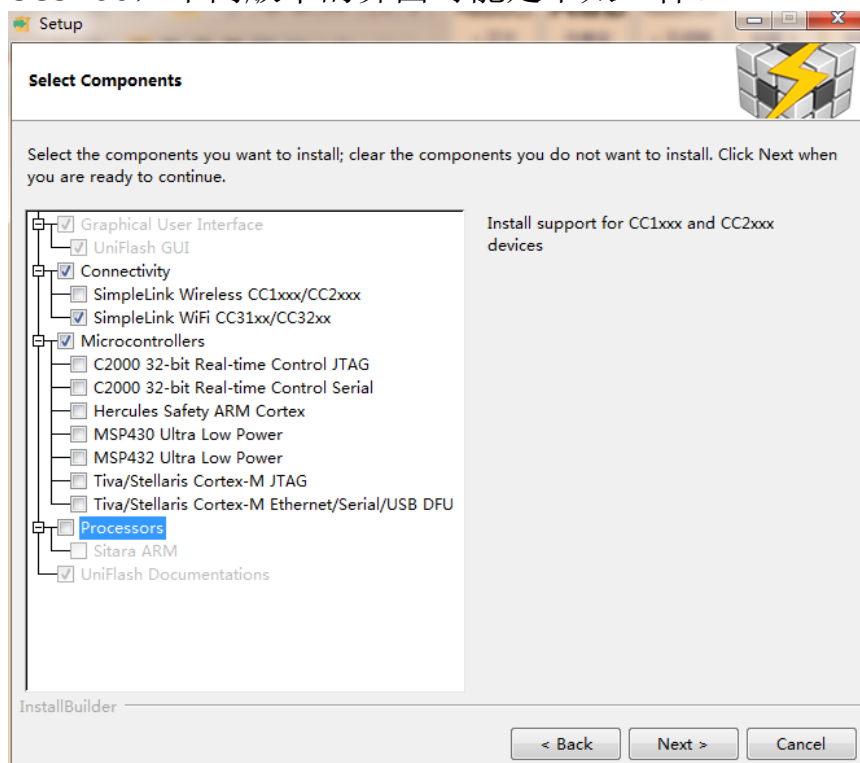 Setup
Select Components
Select the components you want to install; clear the components you do not want to install. Click Next when
you are ready to continue.
Graphical User Interface
UniFlash GUI
Connectivity
SimpleLink Wireless CC1xxx/CC2xxx
SimpleLink WiFi CC31xx/CC32xx
Microcontrollers
C2000 32-bit Real-time Control JTAG
C2000 32-bit Real-time Control Serial
Hercules Safety ARM Cortex
MSP430 Ultra Low Power
MSP432 Ultra Low Power
Tiva/Stellaris Cortex-M JTAG
Tiva/Stellaris Cortex-M Ethernet/Serial/USB DFU
Processors
Sitara ARM
UniFlash Documentations
Install support for CC1xxx and CC2xxx
devices
InstallBuilder
< Back
Next >
Cancel